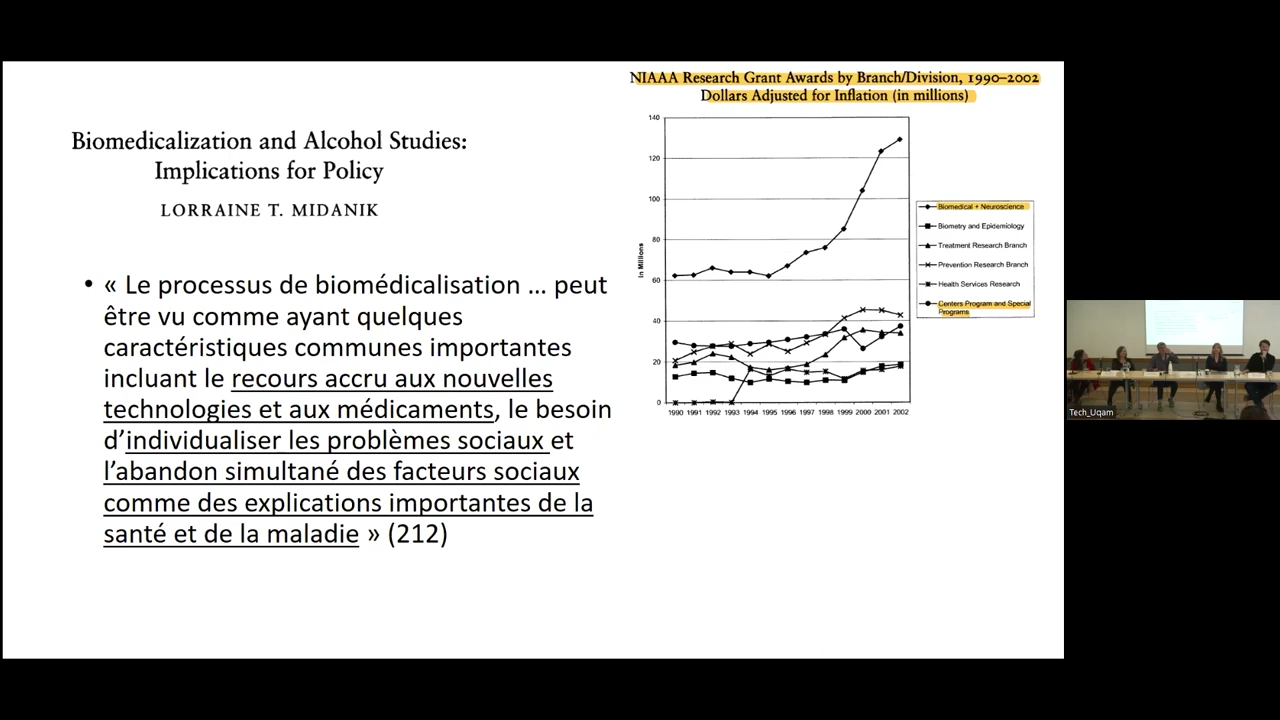 Biomedicalization and Alcohol Studies:
Implications for Policy
LORRAINE T. MIDANIK
• « Le processus de biomédicalisation ... peut
être vu comme ayant quelques
caractéristiques communes importantes
incluant le recours accru aux nouvelles
technologies et aux médicaments, le besoin
d’individualiser les problèmes sociaux et
l’abandon simultané des facteurs sociaux
comme des explications importantes de la
santé et de la maladie » (212)
NIAAA Research Grant Awards by Branch/Division, 1990–2002
Dollars Adjusted for Inflation (in millions)
In Millions
140
120
100
80
60
40
20
0
1990 1991 1992 1993 1994 1995 1996 1997 1998 1999 2000 2001 2002
Biomedical + Neuroscience
Biometry and Epidemiology
Treatment Research Branch
Prevention Research Branch
Health Services Research
Centers Program and Special
Programs
Tech_Uqam